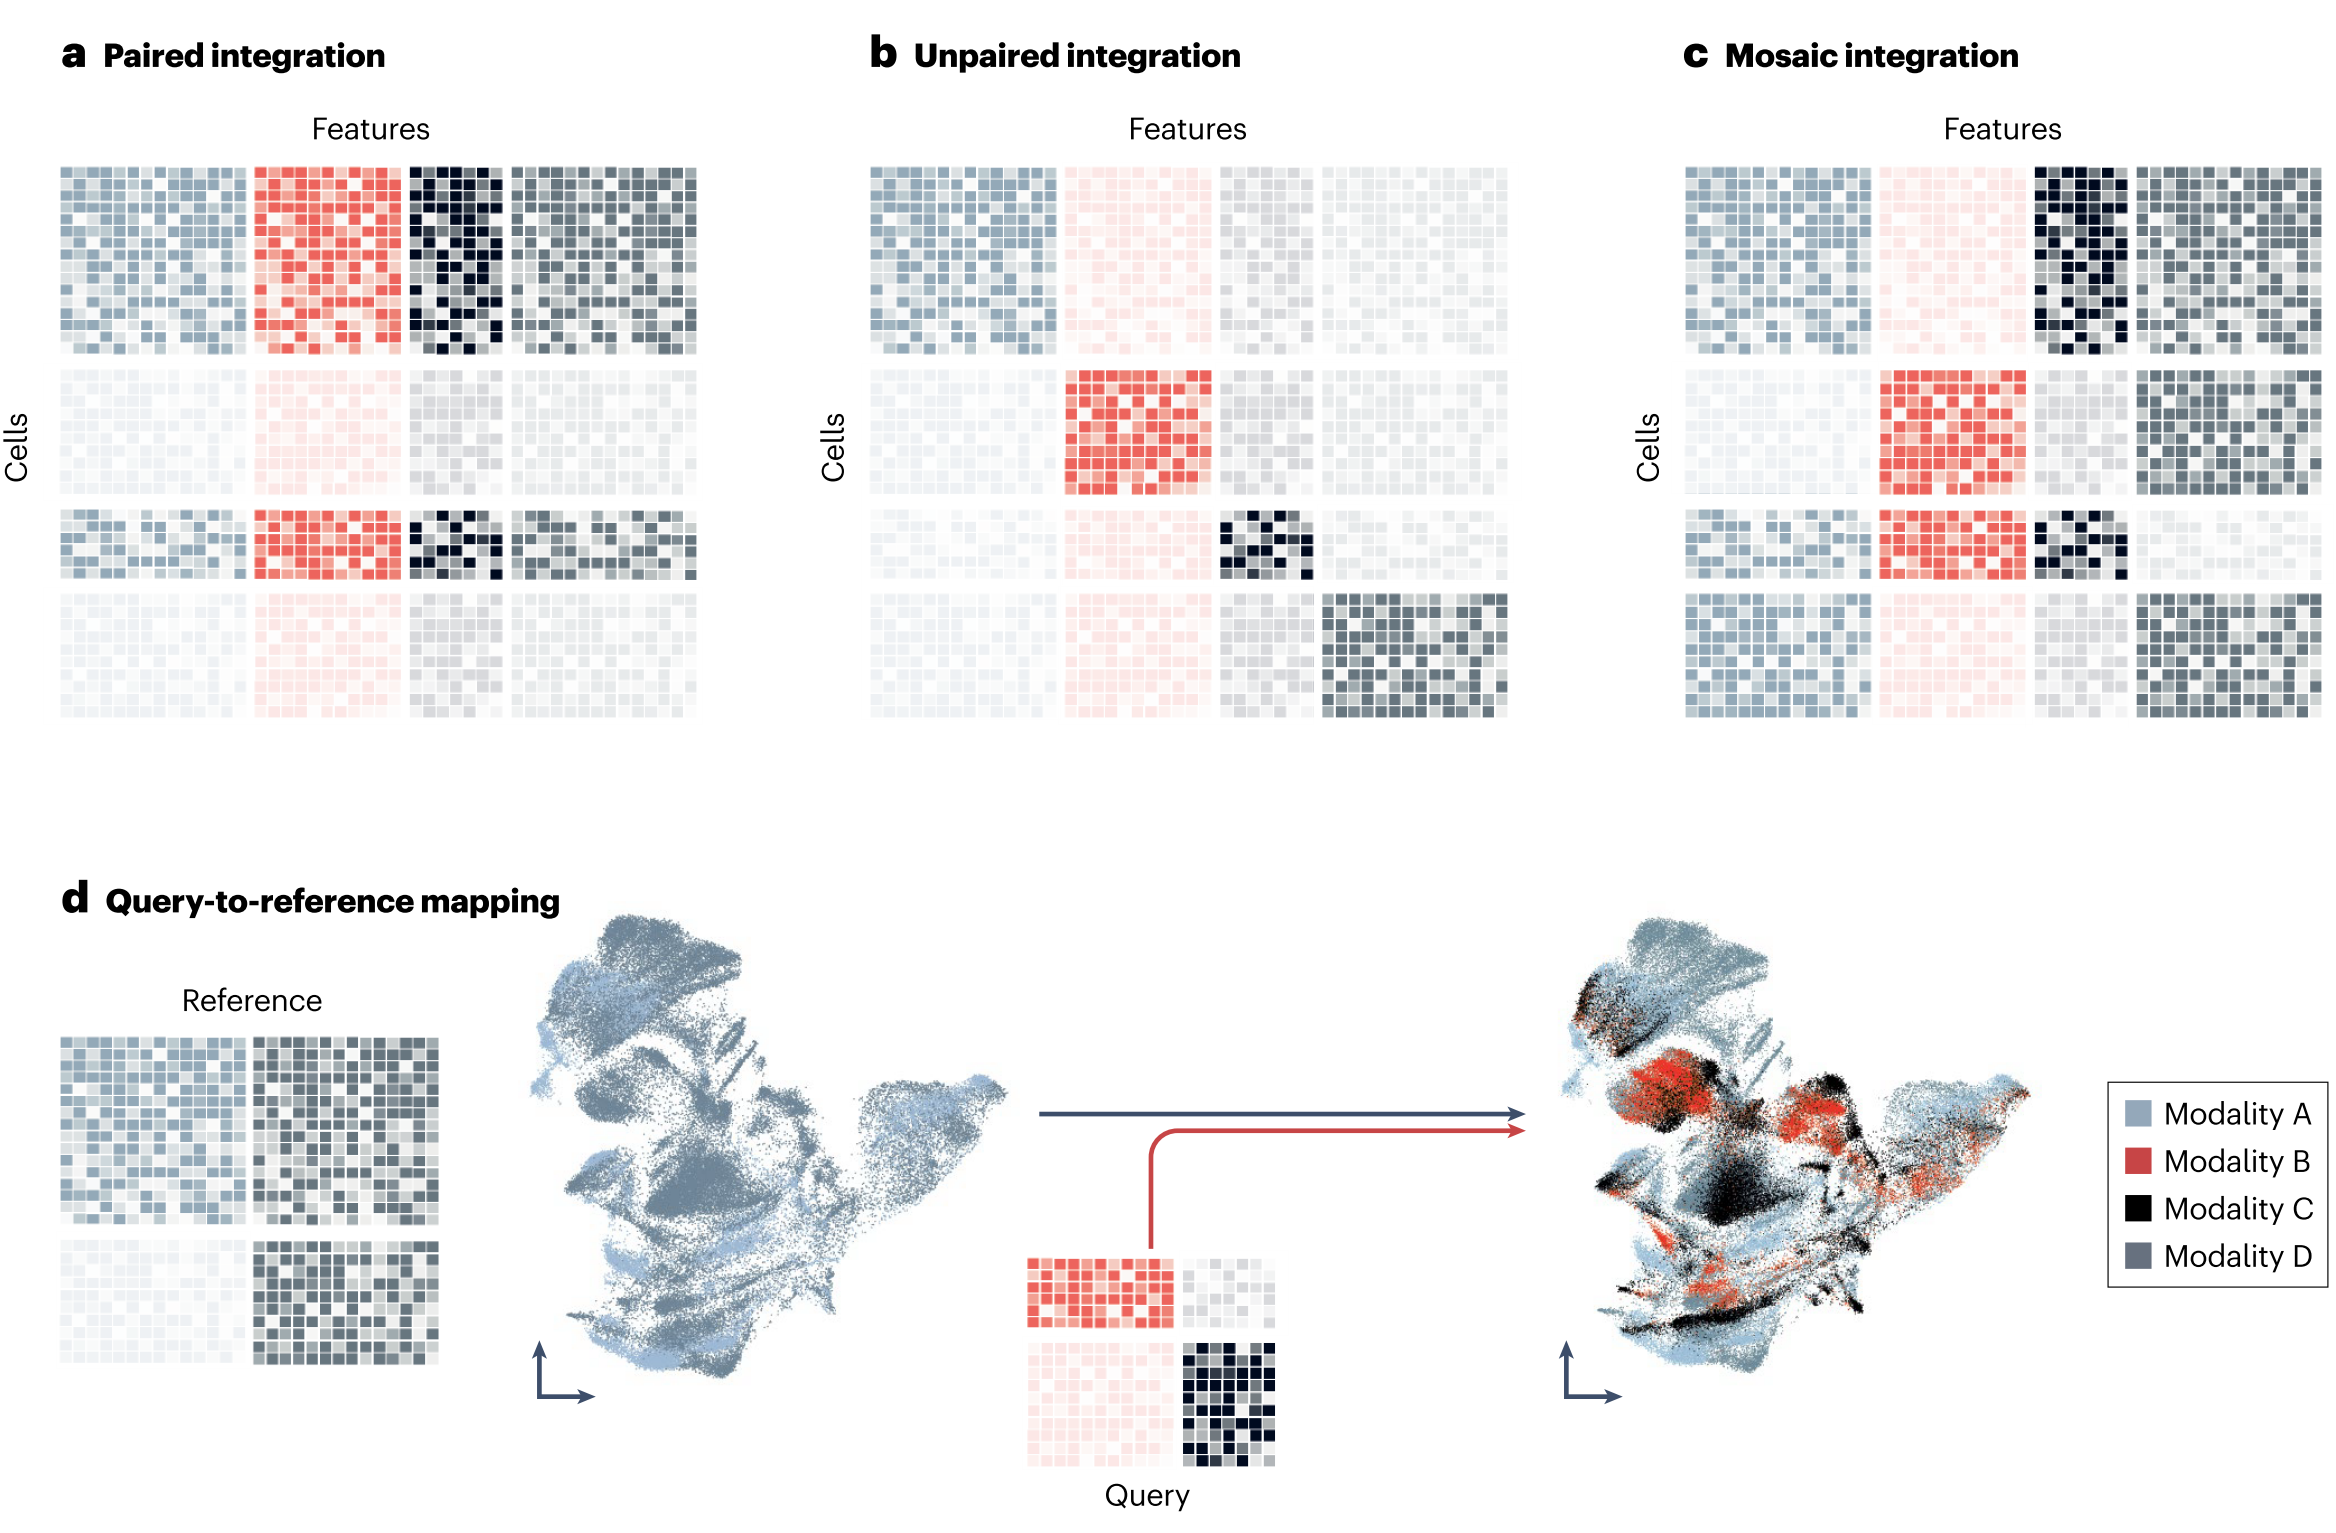 a Paired integration
Features
Cells
b Unpaired integration
Features
Cells
c Mosaic integration
Features
Cells
d Query-to-reference mapping
Reference
Query
Modality A
Modality B
Modality C
Modality D